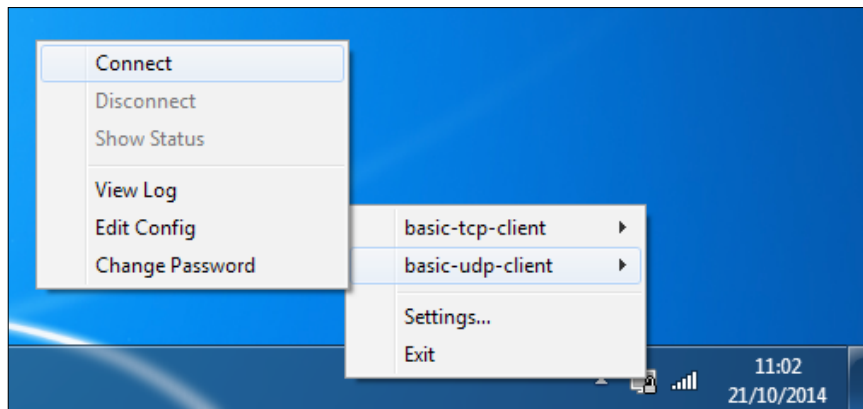 Connect
Disconnect
Show Status
View Log
Edit Config
Change Password
basic-tcp-client
basic-udp-client
Settings...
Exit
11:02
21/10/2014